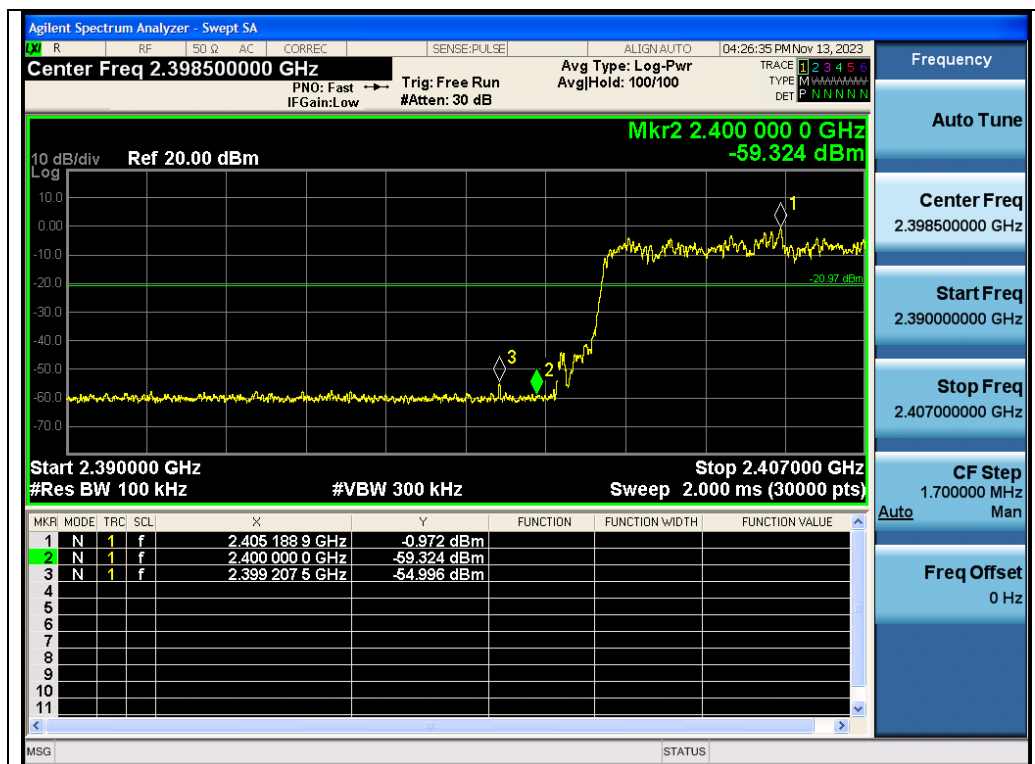 Agilent Spectrum Analyzer - Swept SA
LXI R RF 50 Ω AC CORREC SENSE:PULSE ALIGN AUTO 04:26:35 PM Nov 13, 2023
Center Freq 2.398500000 GHz
PNO: Fast
IFGain:Low
Trig: Free Run
#Atten: 30 dB
Avg Type: Log-Pwr
Avg|Hold: 100/100
TRACE 1 2 3 4 5 6
TYPE M WWWWW
DET P N N N N N
Mkr2 2.400 000 0 GHz
-59.324 dBm
10 dB/div Ref 20.00 dBm
Log
10.0
0.00
-10.0
-20.0
-30.0
-40.0
-50.0
-60.0
-70.0
1
-20.97 dBm
3
2
Start 2.390000 GHz Stop 2.407000 GHz
#Res BW 100 kHz #VBW 300 kHz Sweep 2.000 ms (30000 pts)
MKR MODE TRC SCL X Y FUNCTION FUNCTION WIDTH FUNCTION VALUE
1 N 1 f 2.405 188 9 GHz -0.972 dBm
2 N 1 f 2.400 000 0 GHz -59.324 dBm
3 N 1 f 2.399 207 5 GHz -54.996 dBm
4
5
6
7
8
9
10
11
MSG STATUS
Frequency
Auto Tune
Center Freq
2.398500000 GHz
Start Freq
2.390000000 GHz
Stop Freq
2.407000000 GHz
CF Step
1.700000 MHz
Auto Man
Freq Offset
0 Hz